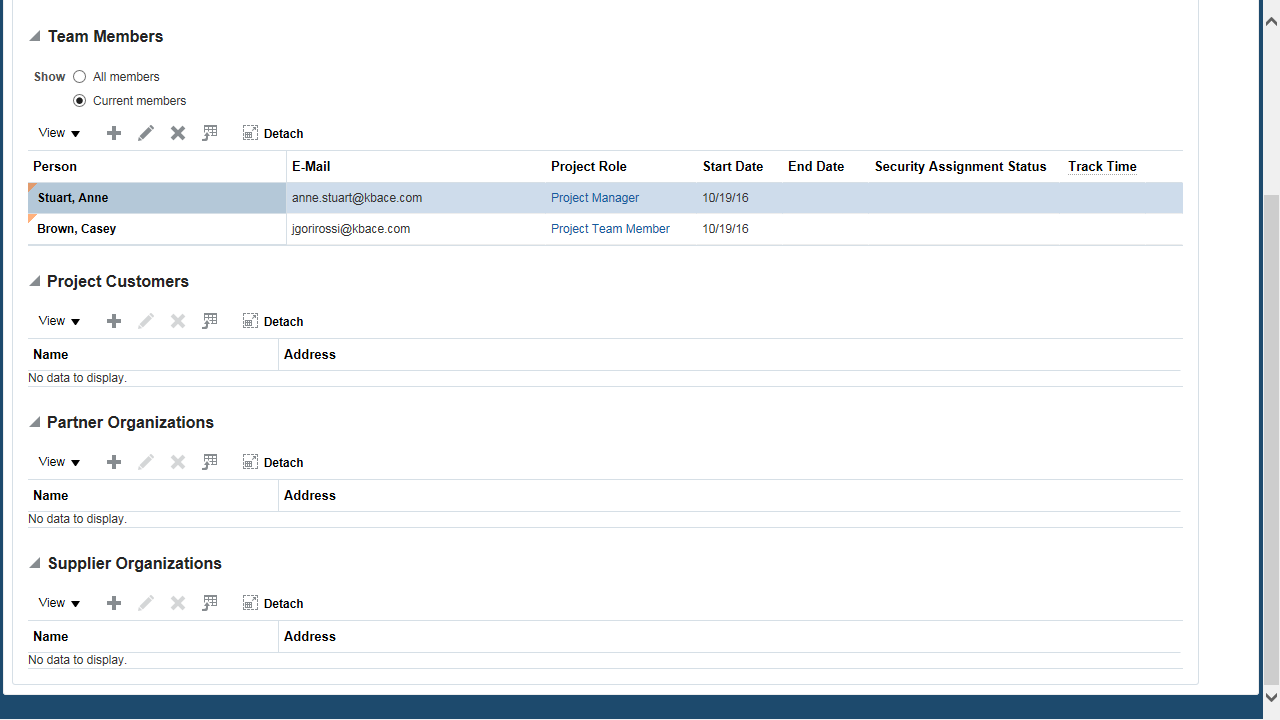 Team Members
Show All members
Current members
View Detach
Person E-Mail Project Role Start Date End Date Security Assignment Status Track Time
Stuart, Anne anne.stuart@kbace.com Project Manager 10/19/16
Brown, Casey jgorirossi@kbace.com Project Team Member 10/19/16
Project Customers
View Detach
Name Address
No data to display.
Partner Organizations
View Detach
Name Address
No data to display.
Supplier Organizations
View Detach
Name Address
No data to display.